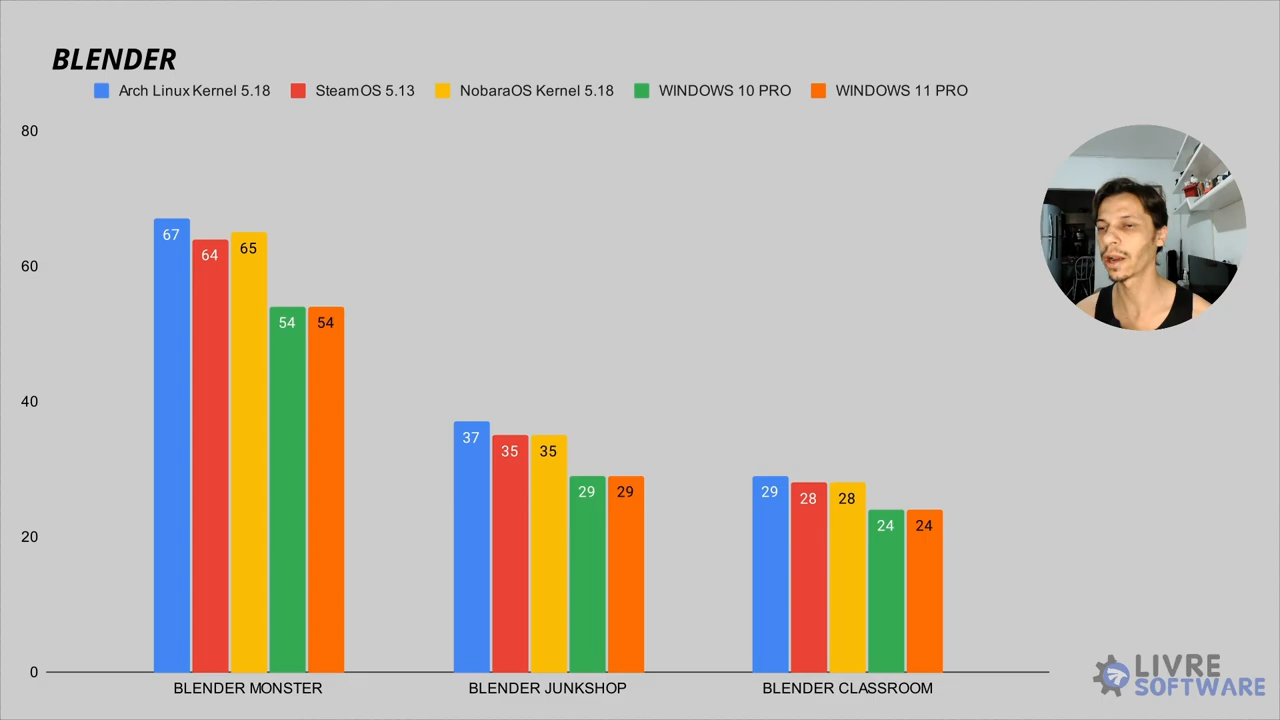 BLENDER
Arch Linux Kernel 5.18 SteamOS 5.13 NobaraOS Kernel 5.18 WINDOWS 10 PRO WINDOWS 11 PRO
80
60
40
20
0
67 64 65 54 54
37 35 35 29 29
29 28 28 24 24
BLENDER MONSTER BLENDER JUNKSHOP BLENDER CLASSROOM
LIVRE
SOFTWARE